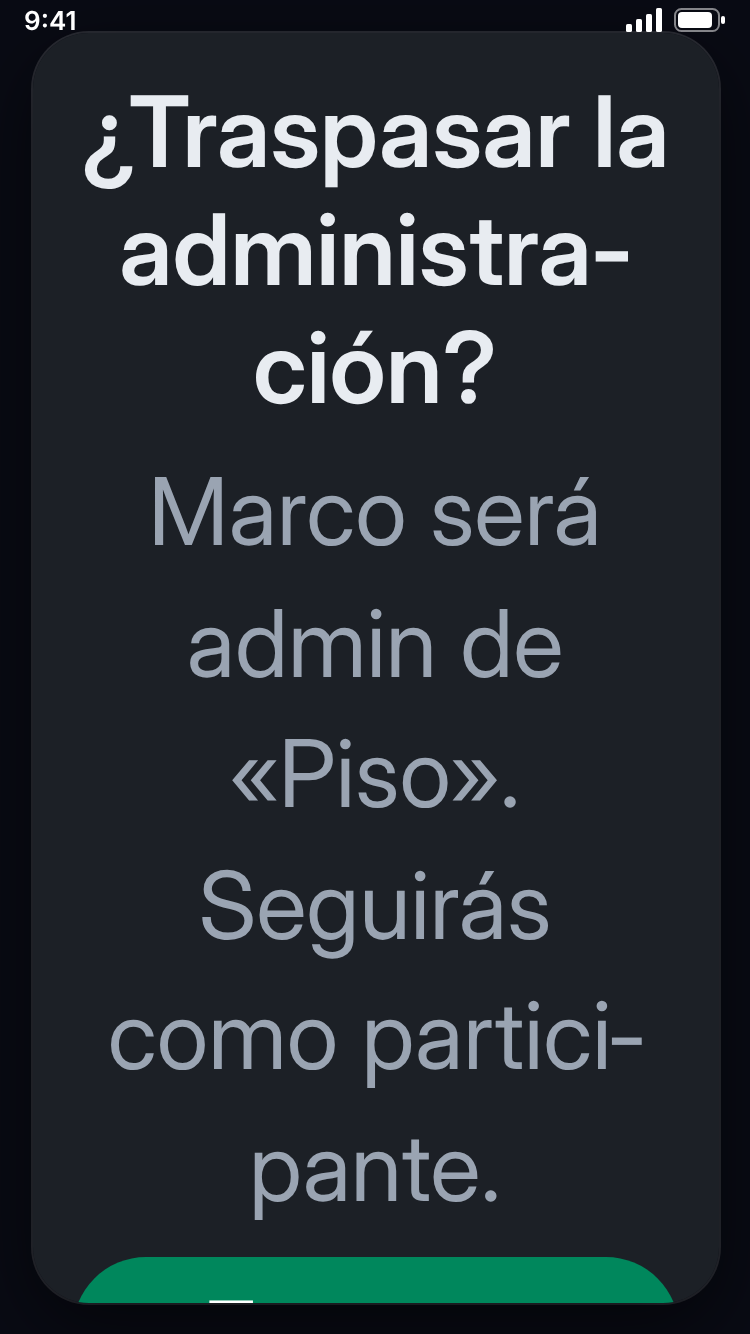 9:41
¿Traspasar la
administra-
ción?
Marco será
admin de
«Piso».
Seguirás
como partici-
pante.